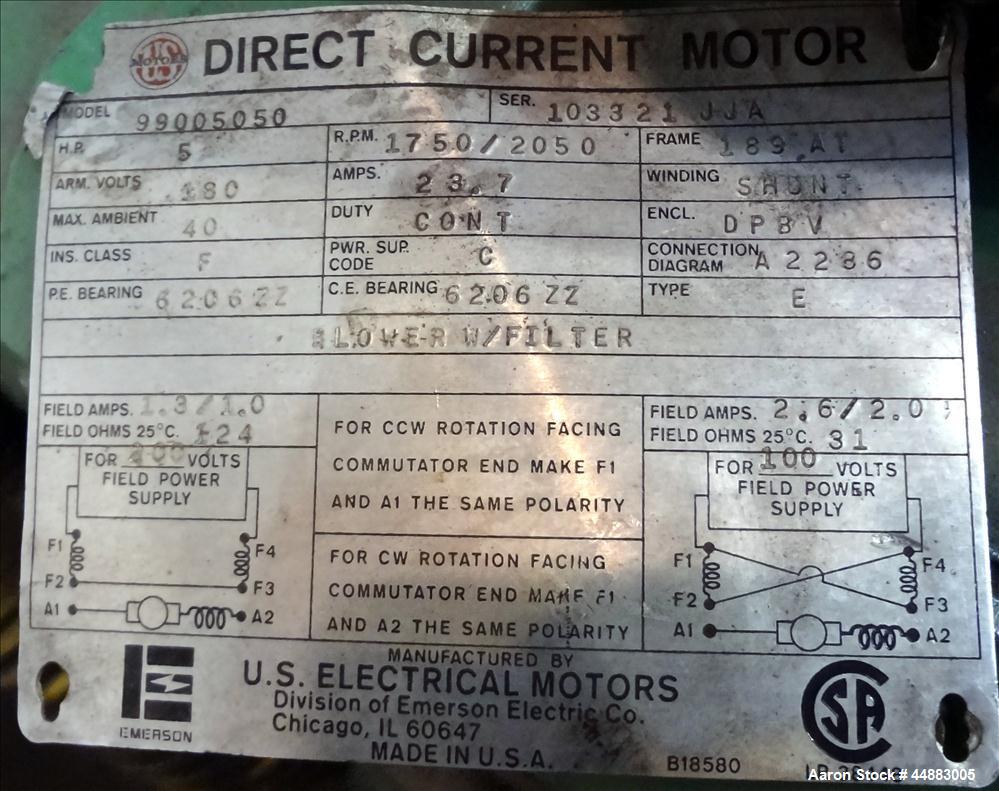 US MOTORS DIRECT CURRENT MOTOR
MODEL 99005050 SER. 103321 JJA
H.P. 5 R.P.M. 1750/2050 FRAME 189 AT
ARM. VOLTS 180 AMPS. 23.7 WINDING SHUNT
MAX. AMBIENT 40 DUTY CONT ENCL. DPBV
INS. CLASS F PWR. SUP. CODE C CONNECTION DIAGRAM A 2286
P.E. BEARING 6206ZZ C.E. BEARING 6206ZZ TYPE E
BLOWER W/FILTER
FIELD AMPS. 1.3/1.0
FIELD OHMS 25°C. 124
FOR 200 VOLTS
FIELD POWER
SUPPLY
F1 F4
F2 F3
A1 A2
FOR CCW ROTATION FACING
COMMUTATOR END MAKE F1
AND A1 THE SAME POLARITY
FOR CW ROTATION FACING
COMMUTATOR END MAKE F1
AND A2 THE SAME POLARITY
FIELD AMPS. 2.6/2.0
FIELD OHMS 25°C. 31
FOR 100 VOLTS
FIELD POWER
SUPPLY
F1 F4
F2 F3
A1 A2
MANUFACTURED BY
U.S. ELECTRICAL MOTORS
Division of Emerson Electric Co.
Chicago, IL 60647
MADE IN U.S.A.
EMERSON
B18580
CSA
Aaron Stock # 44883005